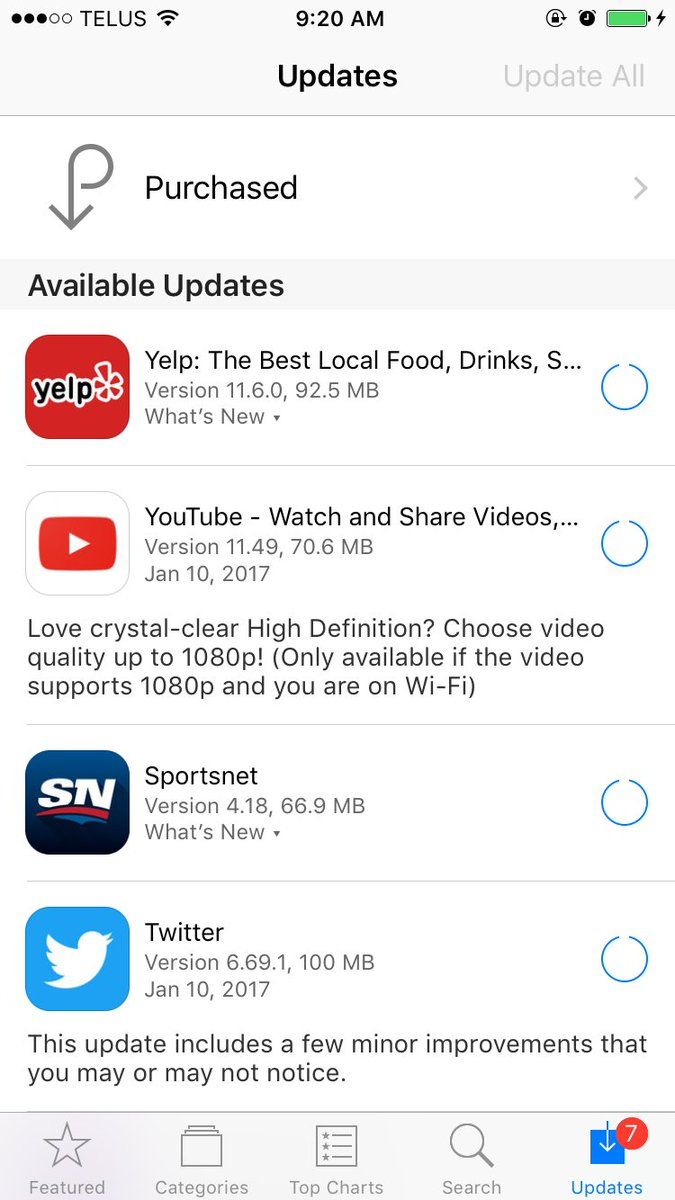 TELUS 9:20 AM
Updates Update All
Purchased
Available Updates
yelp
Yelp: The Best Local Food, Drinks, S...
Version 11.6.0, 92.5 MB
What's New ▾
YouTube - Watch and Share Videos,...
Version 11.49, 70.6 MB
Jan 10, 2017
Love crystal-clear High Definition? Choose video
quality up to 1080p! (Only available if the video
supports 1080p and you are on Wi-Fi)
SN
Sportsnet
Version 4.18, 66.9 MB
What's New ▾
Twitter
Version 6.69.1, 100 MB
Jan 10, 2017
This update includes a few minor improvements that
you may or may not notice.
7
Featured Categories Top Charts Search Updates